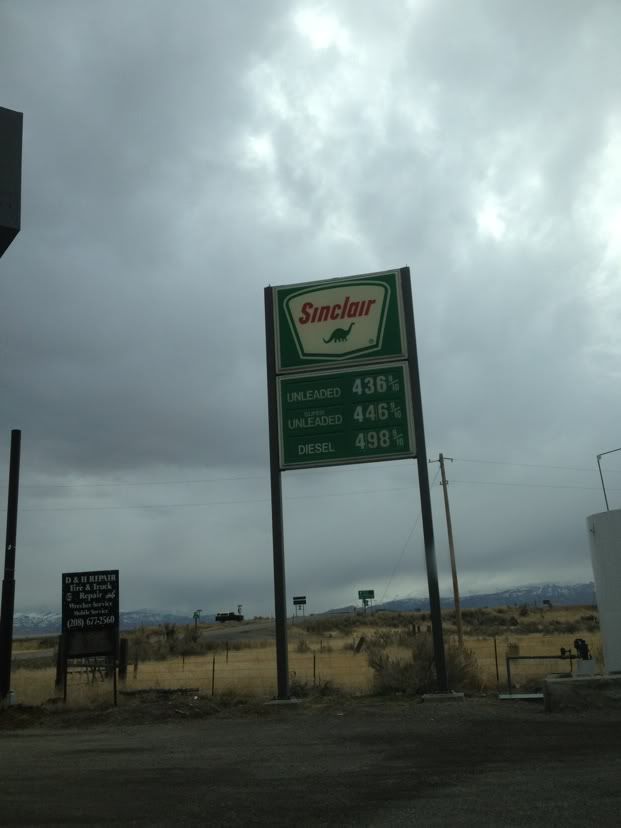 Sinclair
®
UNLEADED 436 9/10
SUPER
UNLEADED 446 9/10
DIESEL 498 9/10
D & H REPAIR
Tire & Truck
Repair
Wrecker Service
Mobile Service
(208) 677-2560